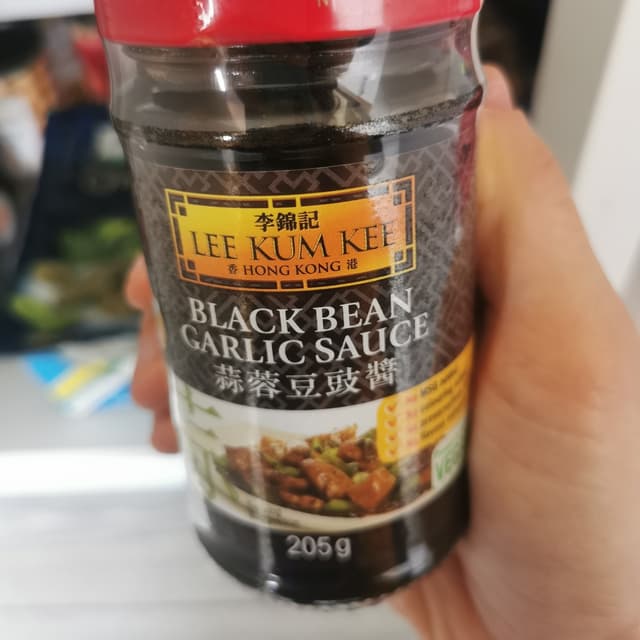 李錦記
LEE KUM KEE
香 HONG KONG 港
BLACK BEAN
GARLIC SAUCE
蒜蓉豆豉醬
205g